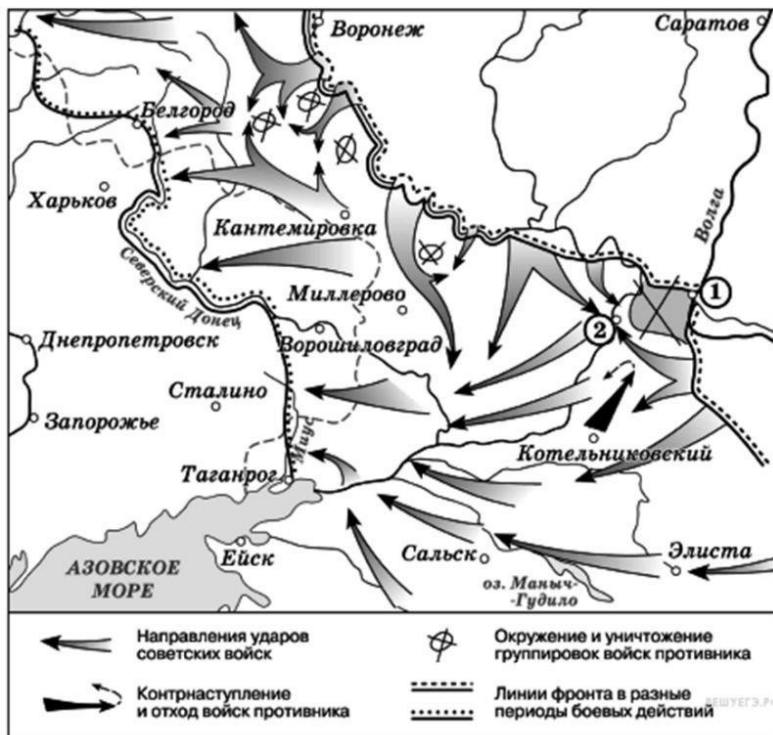 Воронеж
Саратов
Белгород
Харьков
Волга
Кантемировка
Северский Донец
Миллерово
1
2
Днепропетровск
Ворошиловград
Сталино
Запорожье
Миус
Котельниковский
Таганрог
Ейск
Сальск
Элиста
АЗОВСКОЕ
МОРЕ
оз. Маныч-
-Гудило
Направления ударов
советских войск
Окружение и уничтожение
группировок войск противника
Контрнаступление
и отход войск противника
Линии фронта в разные
периоды боевых действий